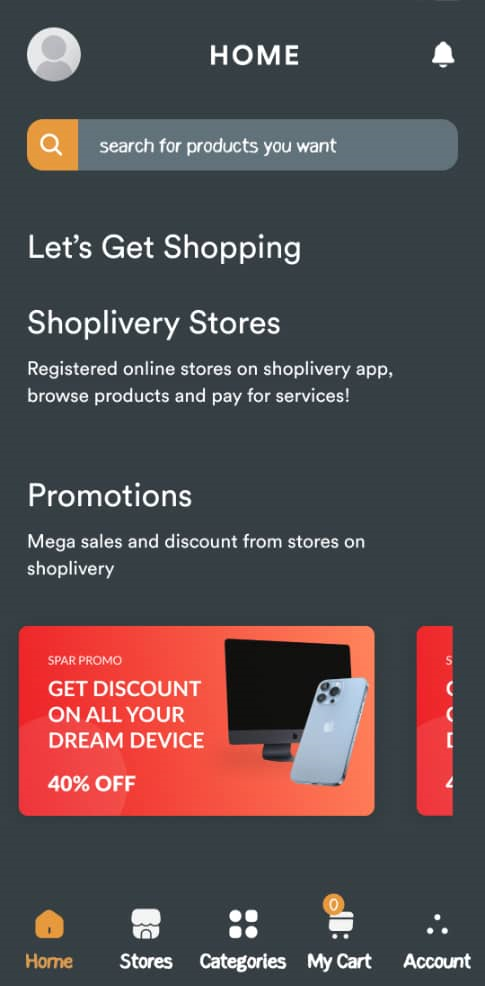 HOME
search for products you want
Let's Get Shopping
Shoplivery Stores
Registered online stores on shoplivery app,
browse products and pay for services!
Promotions
Mega sales and discount from stores on
shoplivery
SPAR PROMO
GET DISCOUNT
ON ALL YOUR
DREAM DEVICE
40% OFF
0
Home Stores Categories My Cart Account